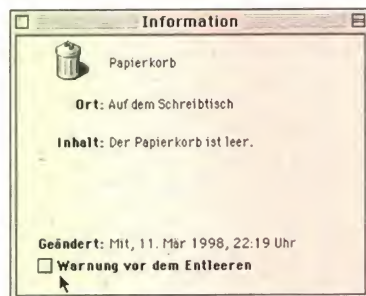 Information
Papierkorb
Ort: Auf dem Schreibtisch
Inhalt: Der Papierkorb ist leer.
Geändert: Mit, 11. Mär 1998, 22:19 Uhr
Warnung vor dem Entleeren